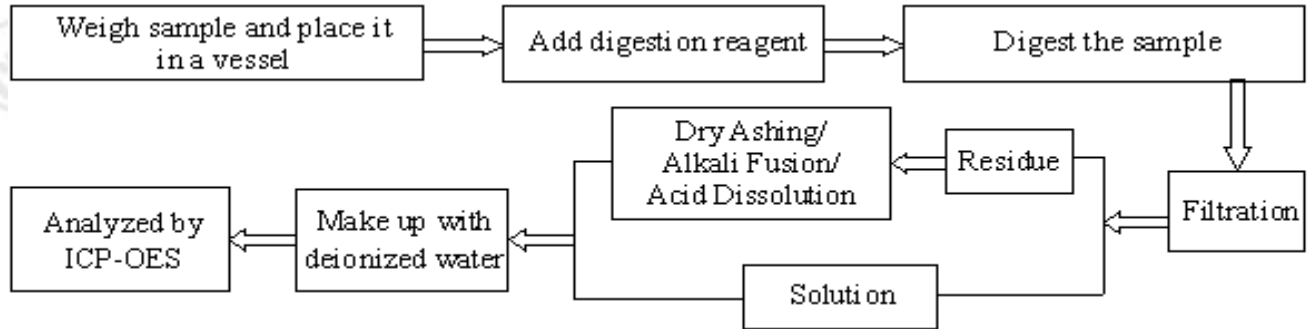 Weigh sample and place it
in a vessel
Add digestion reagent
Digest the sample
Filtration
Residue
Dry Ashing/
Alkali Fusion/
Acid Dissolution
Solution
Make up with
deionized water
Analyzed by
ICP-OES